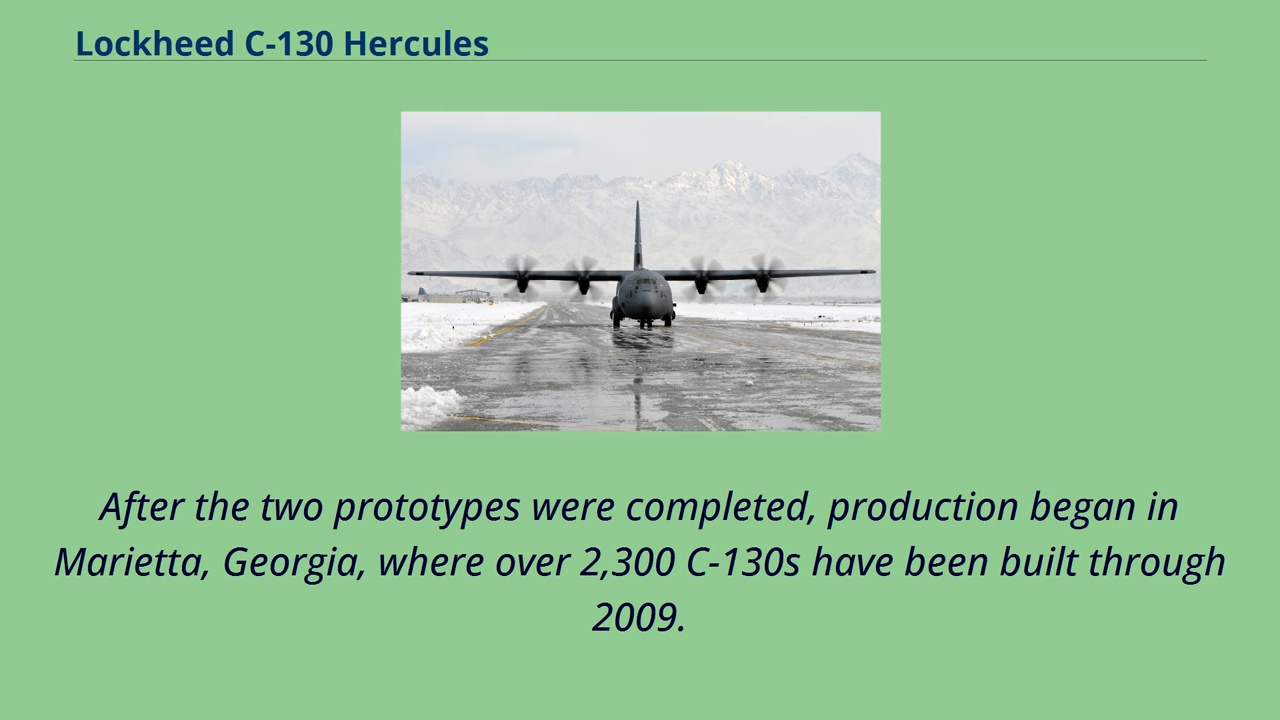 Lockheed C-130 Hercules
After the two prototypes were completed, production began in
Marietta, Georgia, where over 2,300 C-130s have been built through
2009.